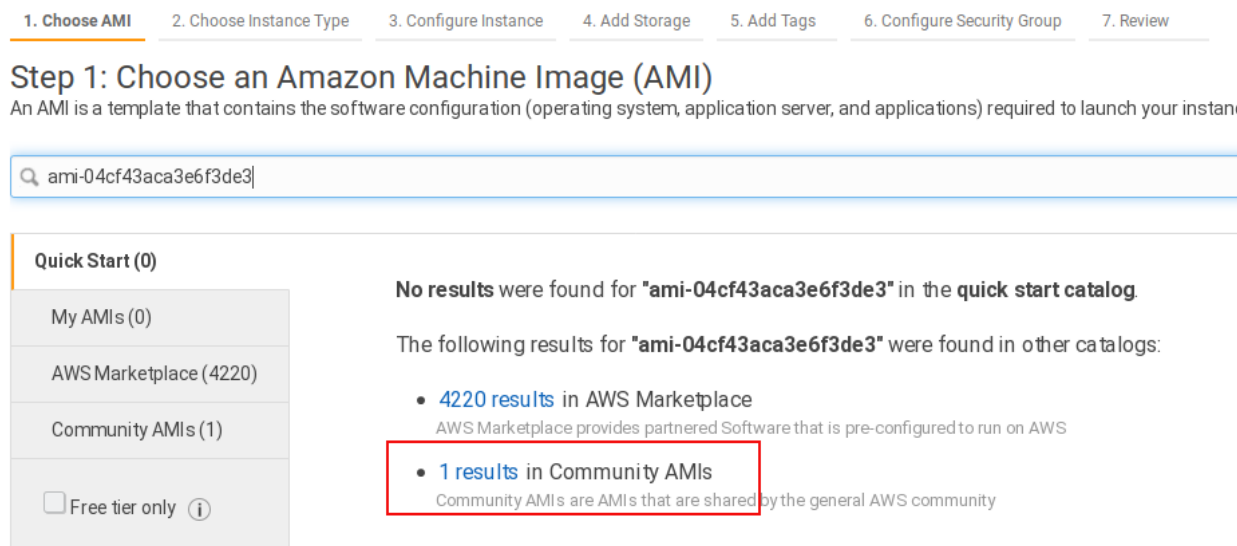 1. Choose AMI 2. Choose Instance Type 3. Configure Instance 4. Add Storage 5. Add Tags 6. Configure Security Group 7. Review
Step 1: Choose an Amazon Machine Image (AMI)
An AMI is a template that contains the software configuration (operating system, application server, and applications) required to launch your
ami-04cf43aca3e6f3de3
Quick Start (0)
My AMIs (0)
AWS Marketplace (4220)
Community AMIs (1)
Free tier only i
No results were found for "ami-04cf43aca3e6f3de3" in the quick start catalog.
The following results for "ami-04cf43aca3e6f3de3" were found in other catalogs:
• 4220 results in AWS Marketplace
AWS Marketplace provides partnered Software that is pre-configured to run on AWS
• 1 results in Community AMIs
Community AMIs are AMIs that are shared by the general AWS community